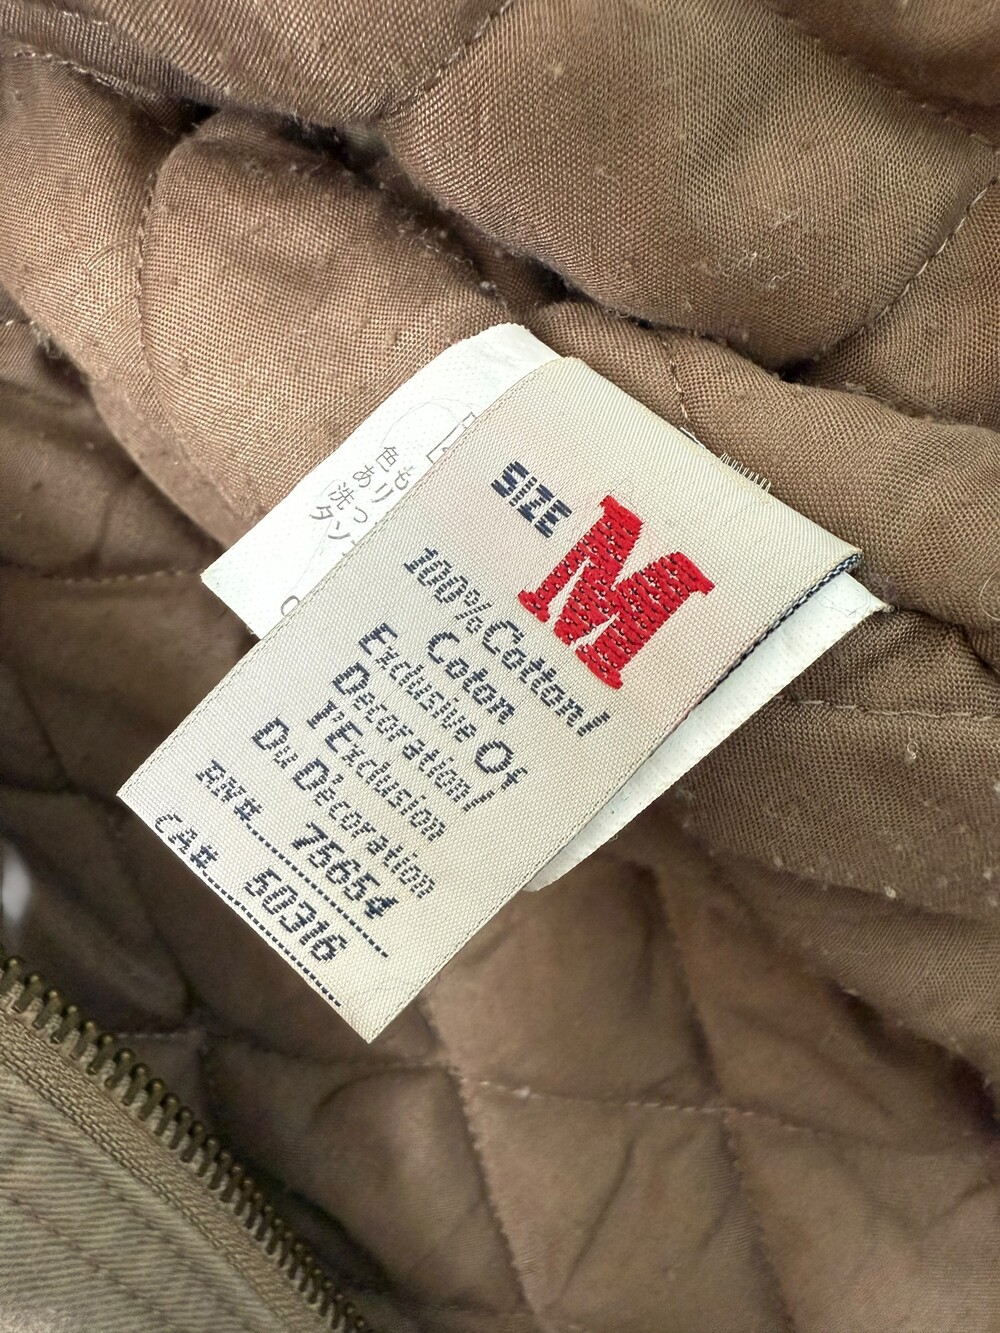 SIZE M
100% Cotton/
Coton
Exclusive Of
Decoration/
l'Exclusion
Du Dècoration
RN#. 75654
CA#. 50316
色も
あり
洗っ
タン